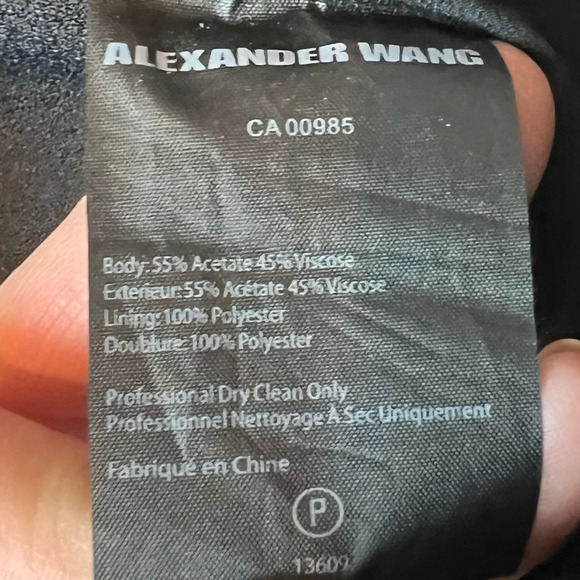 ALEXANDER WANG
CA 00985
Body: 55% Acetate 45% Viscose
Exterieur: 55% Acétate 45% Viscose
Lining: 100% Polyester
Doublure: 100% Polyester
Professional Dry Clean Only
Professionnel Nettoyage À Sec Uniquement
Fabriqué en Chine
P
13609